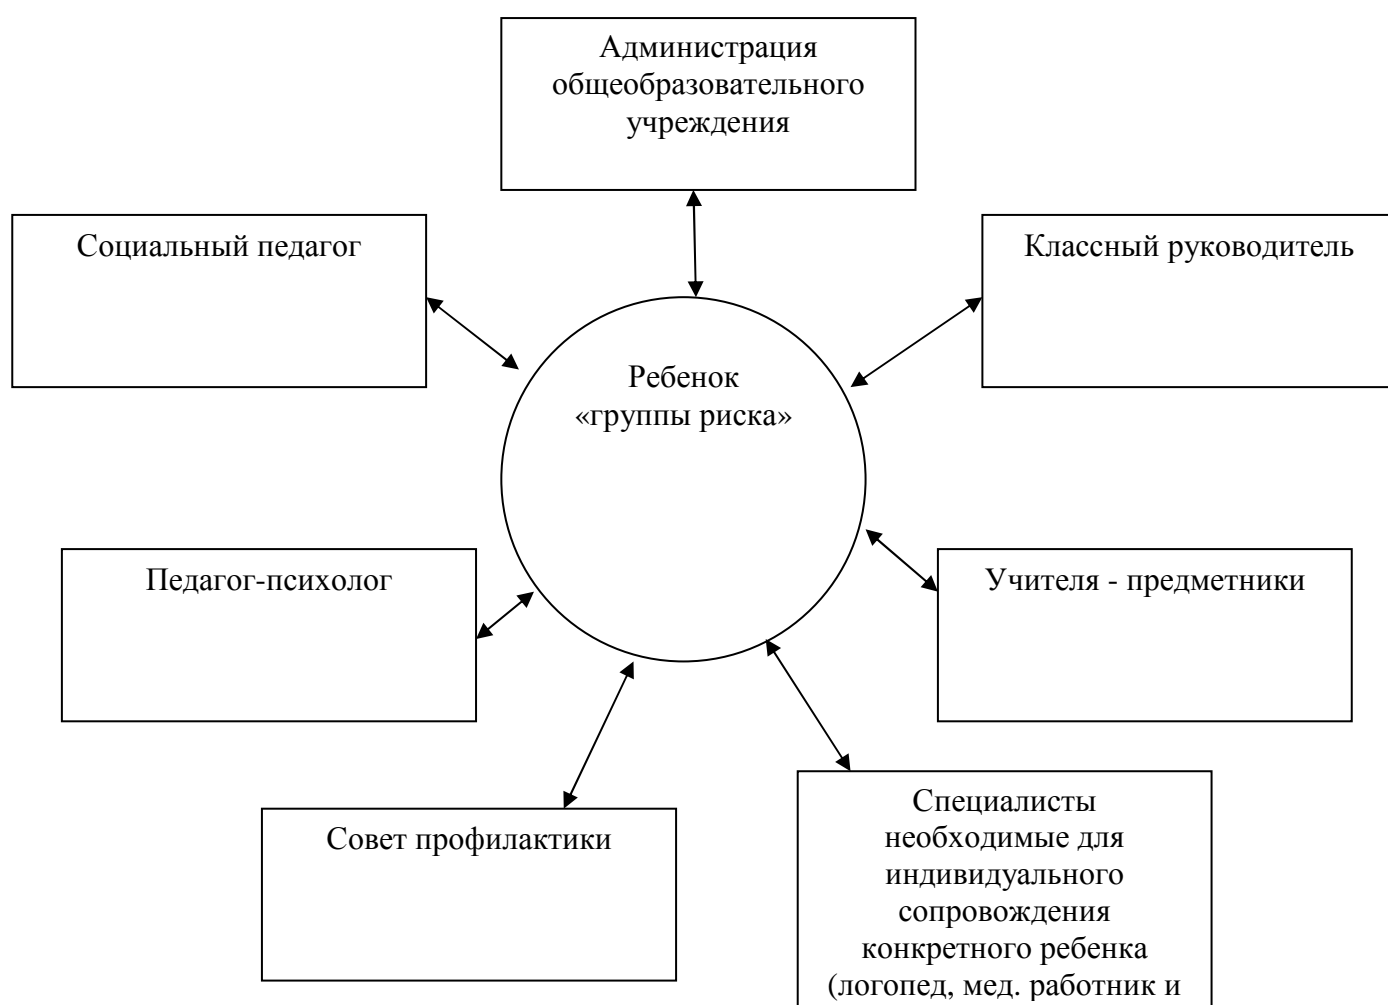 Администрация
общеобразовательного
учреждения
Социальный педагог
Классный руководитель
Ребенок
«группы риска»
Педагог-психолог
Учителя - предметники
Совет профилактики
Специалисты
необходимые для
индивидуального
сопровождения
конкретного ребенка
(логопед, мед. работник и